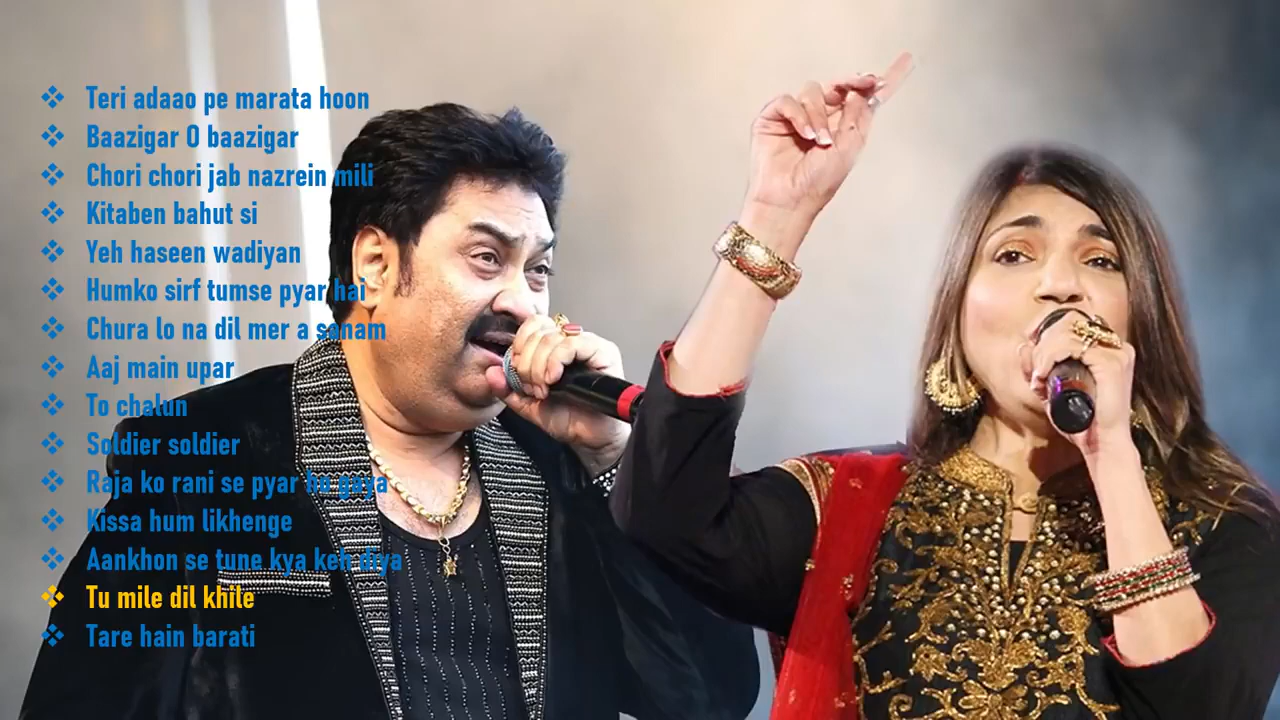 Teri adaao pe marata hoon
Baazigar O baazigar
Chori chori jab nazrein mili
Kitaben bahut si
Yeh haseen wadiyan
Humko sirf tumse pyar hai
Chura lo na dil mer a sanam
Aaj main upar
To chalun
Soldier soldier
Raja ko rani se pyar ho gaya
Kissa hum likhenge
Aankhon se tune kya keh diya
Tu mile dil khile
Tare hain barati